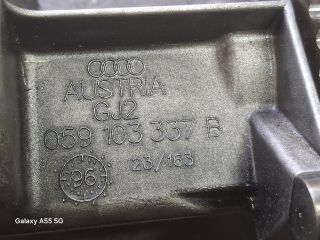 AUSTRIA
GJ2
059 103 337 B
23/163
96
Galaxy A55 5G